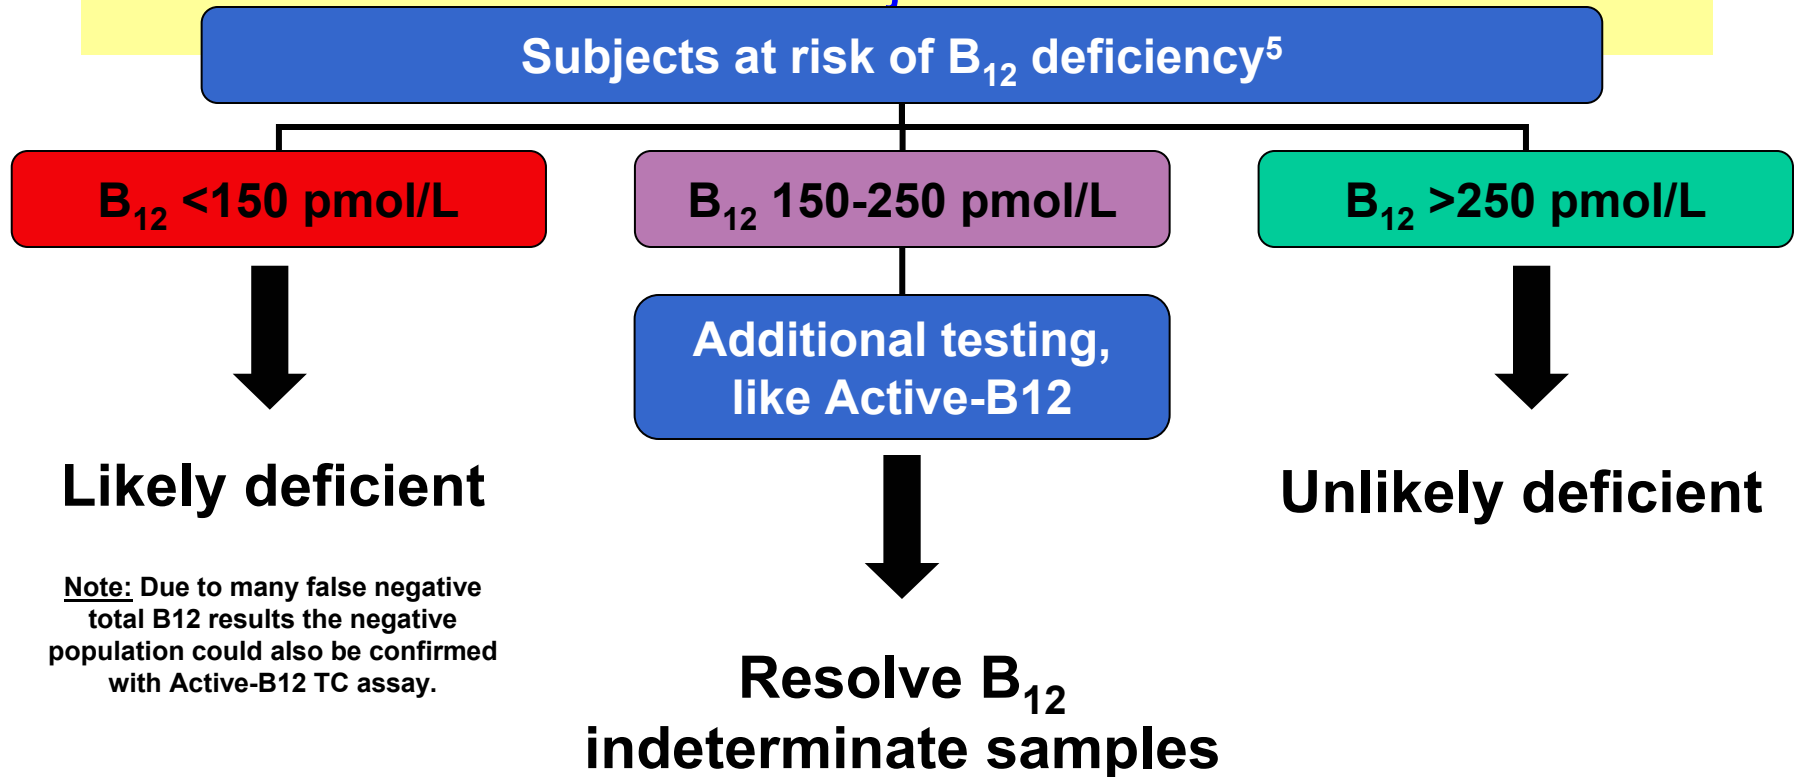 Subjects at risk of B₁₂ deficiency⁵
B₁₂ <150 pmol/L
B₁₂ 150-250 pmol/L
B₁₂ >250 pmol/L
Additional testing,
like Active-B12
Likely deficient
Unlikely deficient
Note: Due to many false negative
total B12 results the negative
population could also be confirmed
with Active-B12 TC assay.
Resolve B₁₂
indeterminate samples